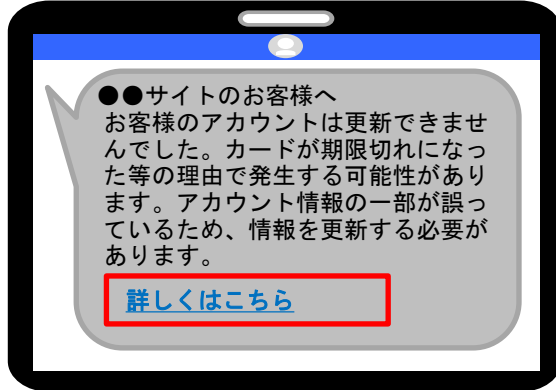 ●●サイトのお客様へ
お客様のアカウントは更新できませ
んでした。カードが期限切れになっ
た等の理由で発生する可能性があり
ます。アカウント情報の一部が誤っ
ているため、情報を更新する必要が
あります。
詳しくはこちら